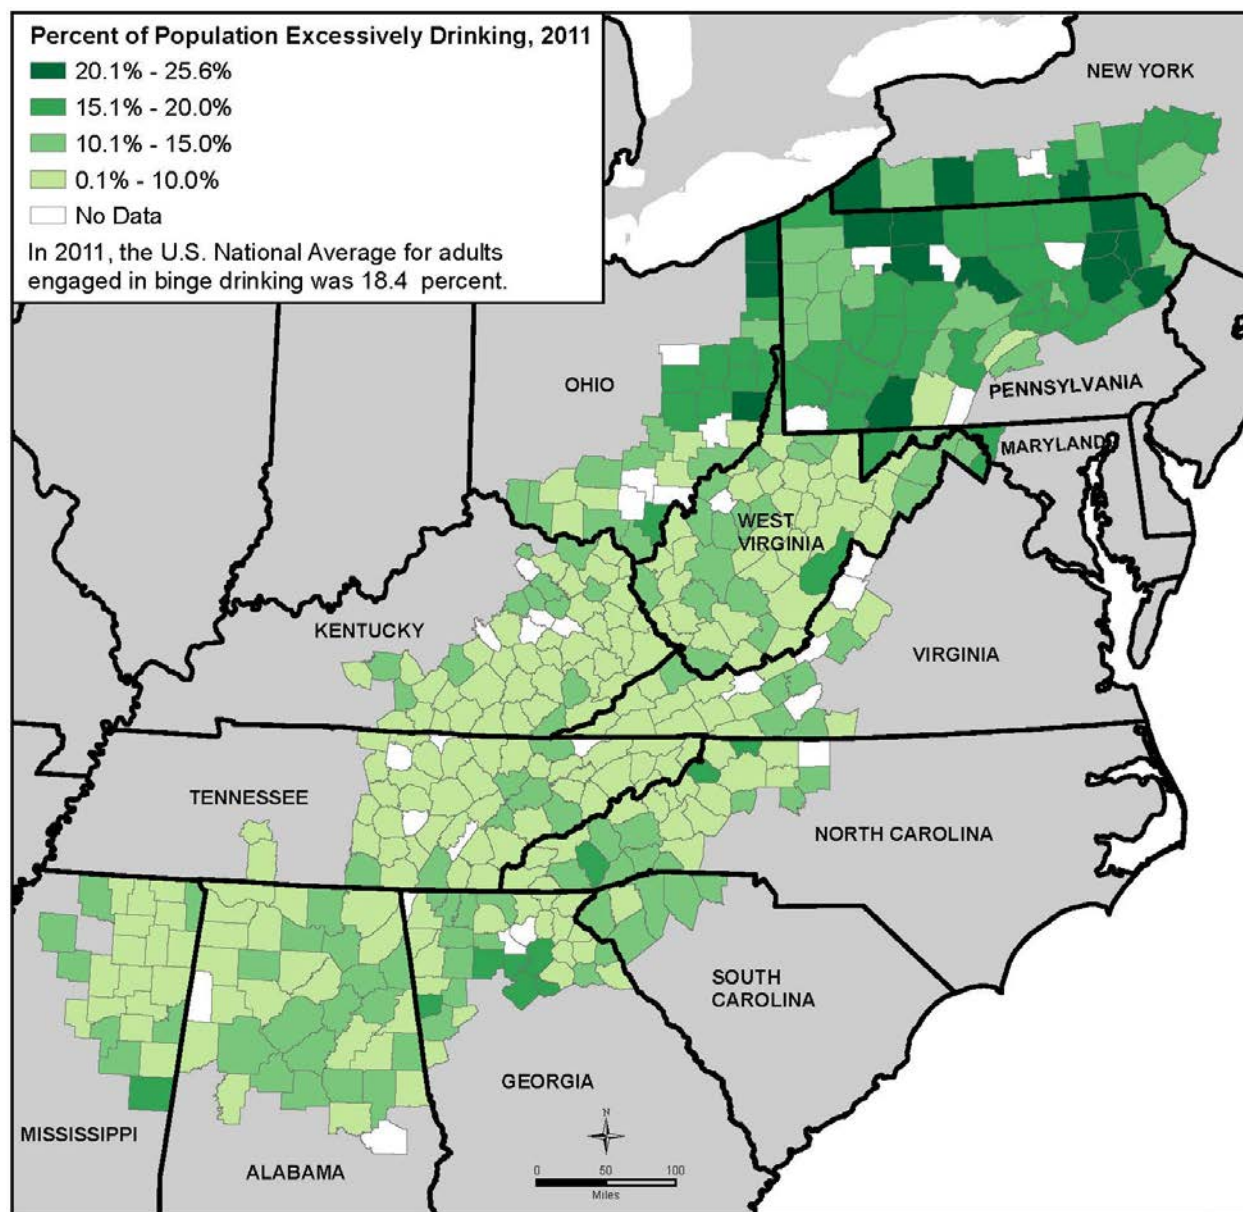 Percent of Population Excessively Drinking, 2011
20.1% - 25.6%
15.1% - 20.0%
10.1% - 15.0%
0.1% - 10.0%
No Data
In 2011, the U.S. National Average for adults
engaged in binge drinking was 18.4 percent.
NEW YORK
OHIO
PENNSYLVANIA
MARYLAND
WEST
VIRGINIA
KENTUCKY
VIRGINIA
TENNESSEE
NORTH CAROLINA
SOUTH
CAROLINA
GEORGIA
MISSISSIPPI
ALABAMA
N
0 50 100
Miles